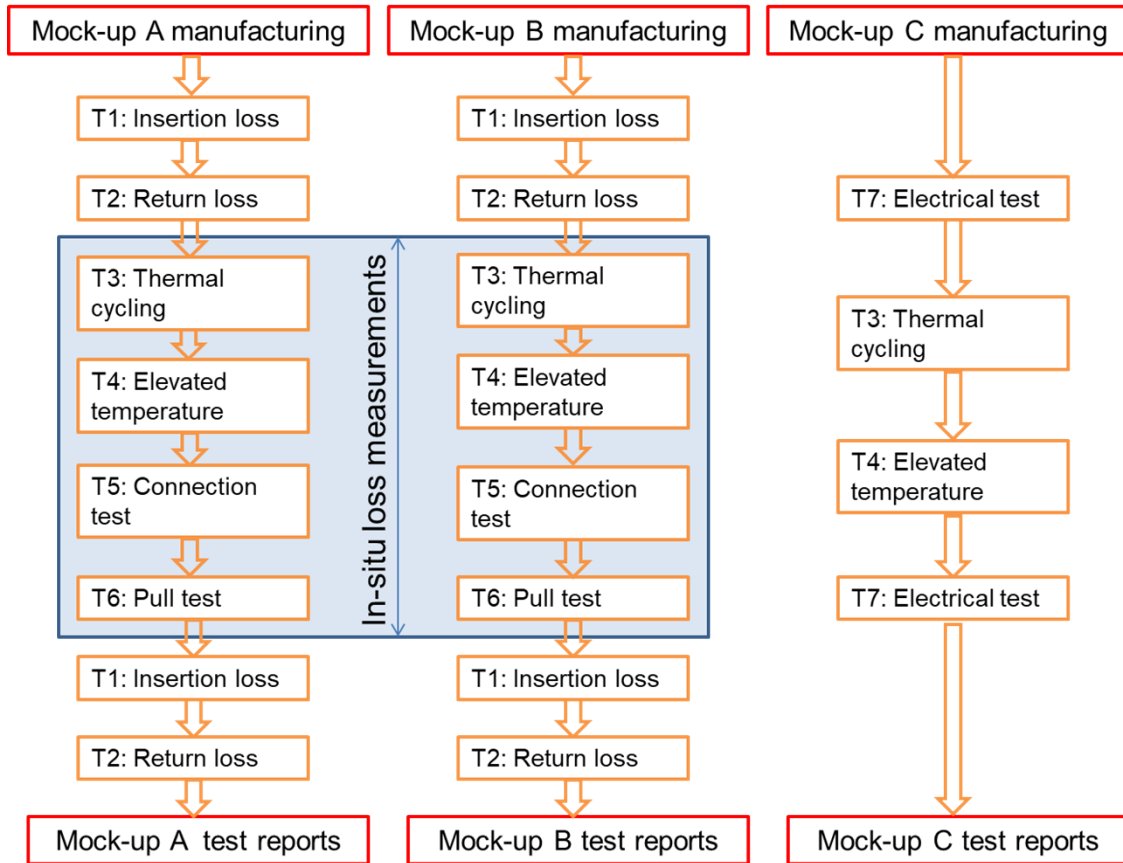 Mock-up A manufacturing
T1: Insertion loss
T2: Return loss
T3: Thermal
cycling
T4: Elevated
temperature
T5: Connection
test
T6: Pull test
T1: Insertion loss
T2: Return loss
Mock-up A test reports
In-situ loss measurements
Mock-up B manufacturing
T1: Insertion loss
T2: Return loss
T3: Thermal
cycling
T4: Elevated
temperature
T5: Connection
test
T6: Pull test
T1: Insertion loss
T2: Return loss
Mock-up B test reports
Mock-up C manufacturing
T7: Electrical test
T3: Thermal
cycling
T4: Elevated
temperature
T7: Electrical test
Mock-up C test reports